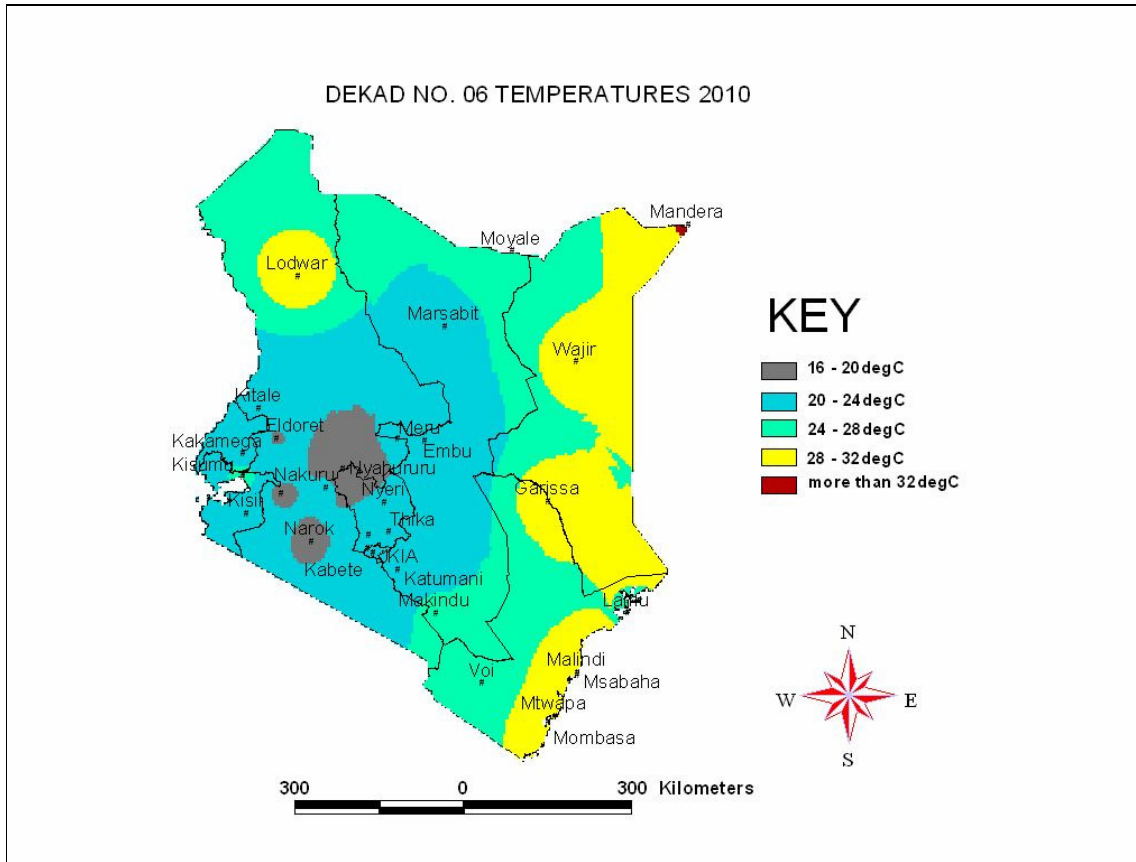 DEKAD NO. 06 TEMPERATURES 2010
Mandera
Moyale
Lodwar
Marsabit
KEY
Wajir
16 - 20degC
20 - 24degC
24 - 28degC
28 - 32degC
more than 32degC
Kitale
Eldoret
Meru
Kakamega
Embu
Kisumu
Nyahururu
Nakuru
Nyeri
Garissa
Kisii
Thika
Narok
JKIA
Kabete
Katumani
Makindu
Lamu
Voi
Malindi
Msabaha
Mtwapa
Mombasa
N
W
E
S
300 0 300 Kilometers